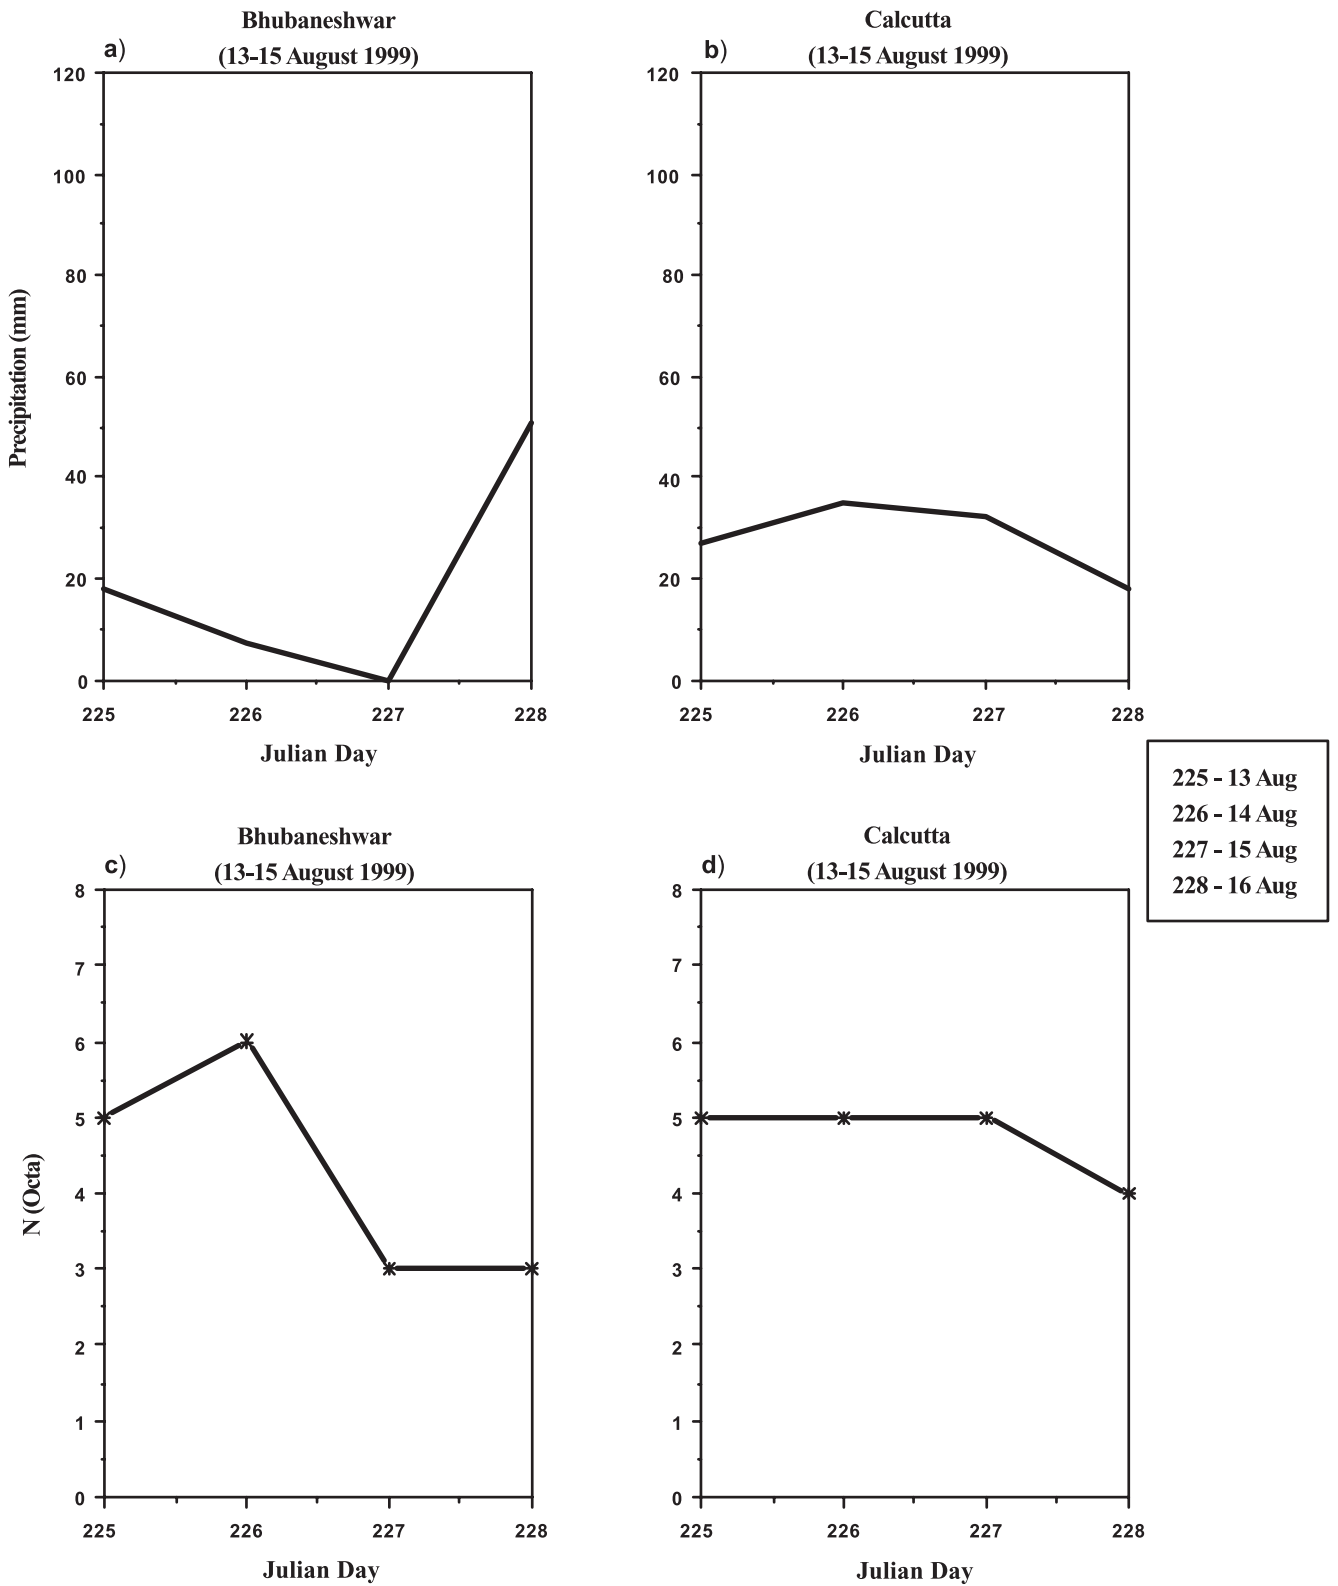 Bhubaneshwar
a)
(13-15 August 1999)
120
100
80
60
40
20
0
Precipitation (mm)
225 226 227 228
Julian Day
Calcutta
b)
(13-15 August 1999)
120
100
80
60
40
20
0
225 226 227 228
Julian Day
225 - 13 Aug
226 - 14 Aug
227 - 15 Aug
228 - 16 Aug
Bhubaneshwar
c)
(13-15 August 1999)
8
7
6
5
4
3
2
1
0
N (Octa)
225 226 227 228
Julian Day
Calcutta
d)
(13-15 August 1999)
8
7
6
5
4
3
2
1
0
225 226 227 228
Julian Day